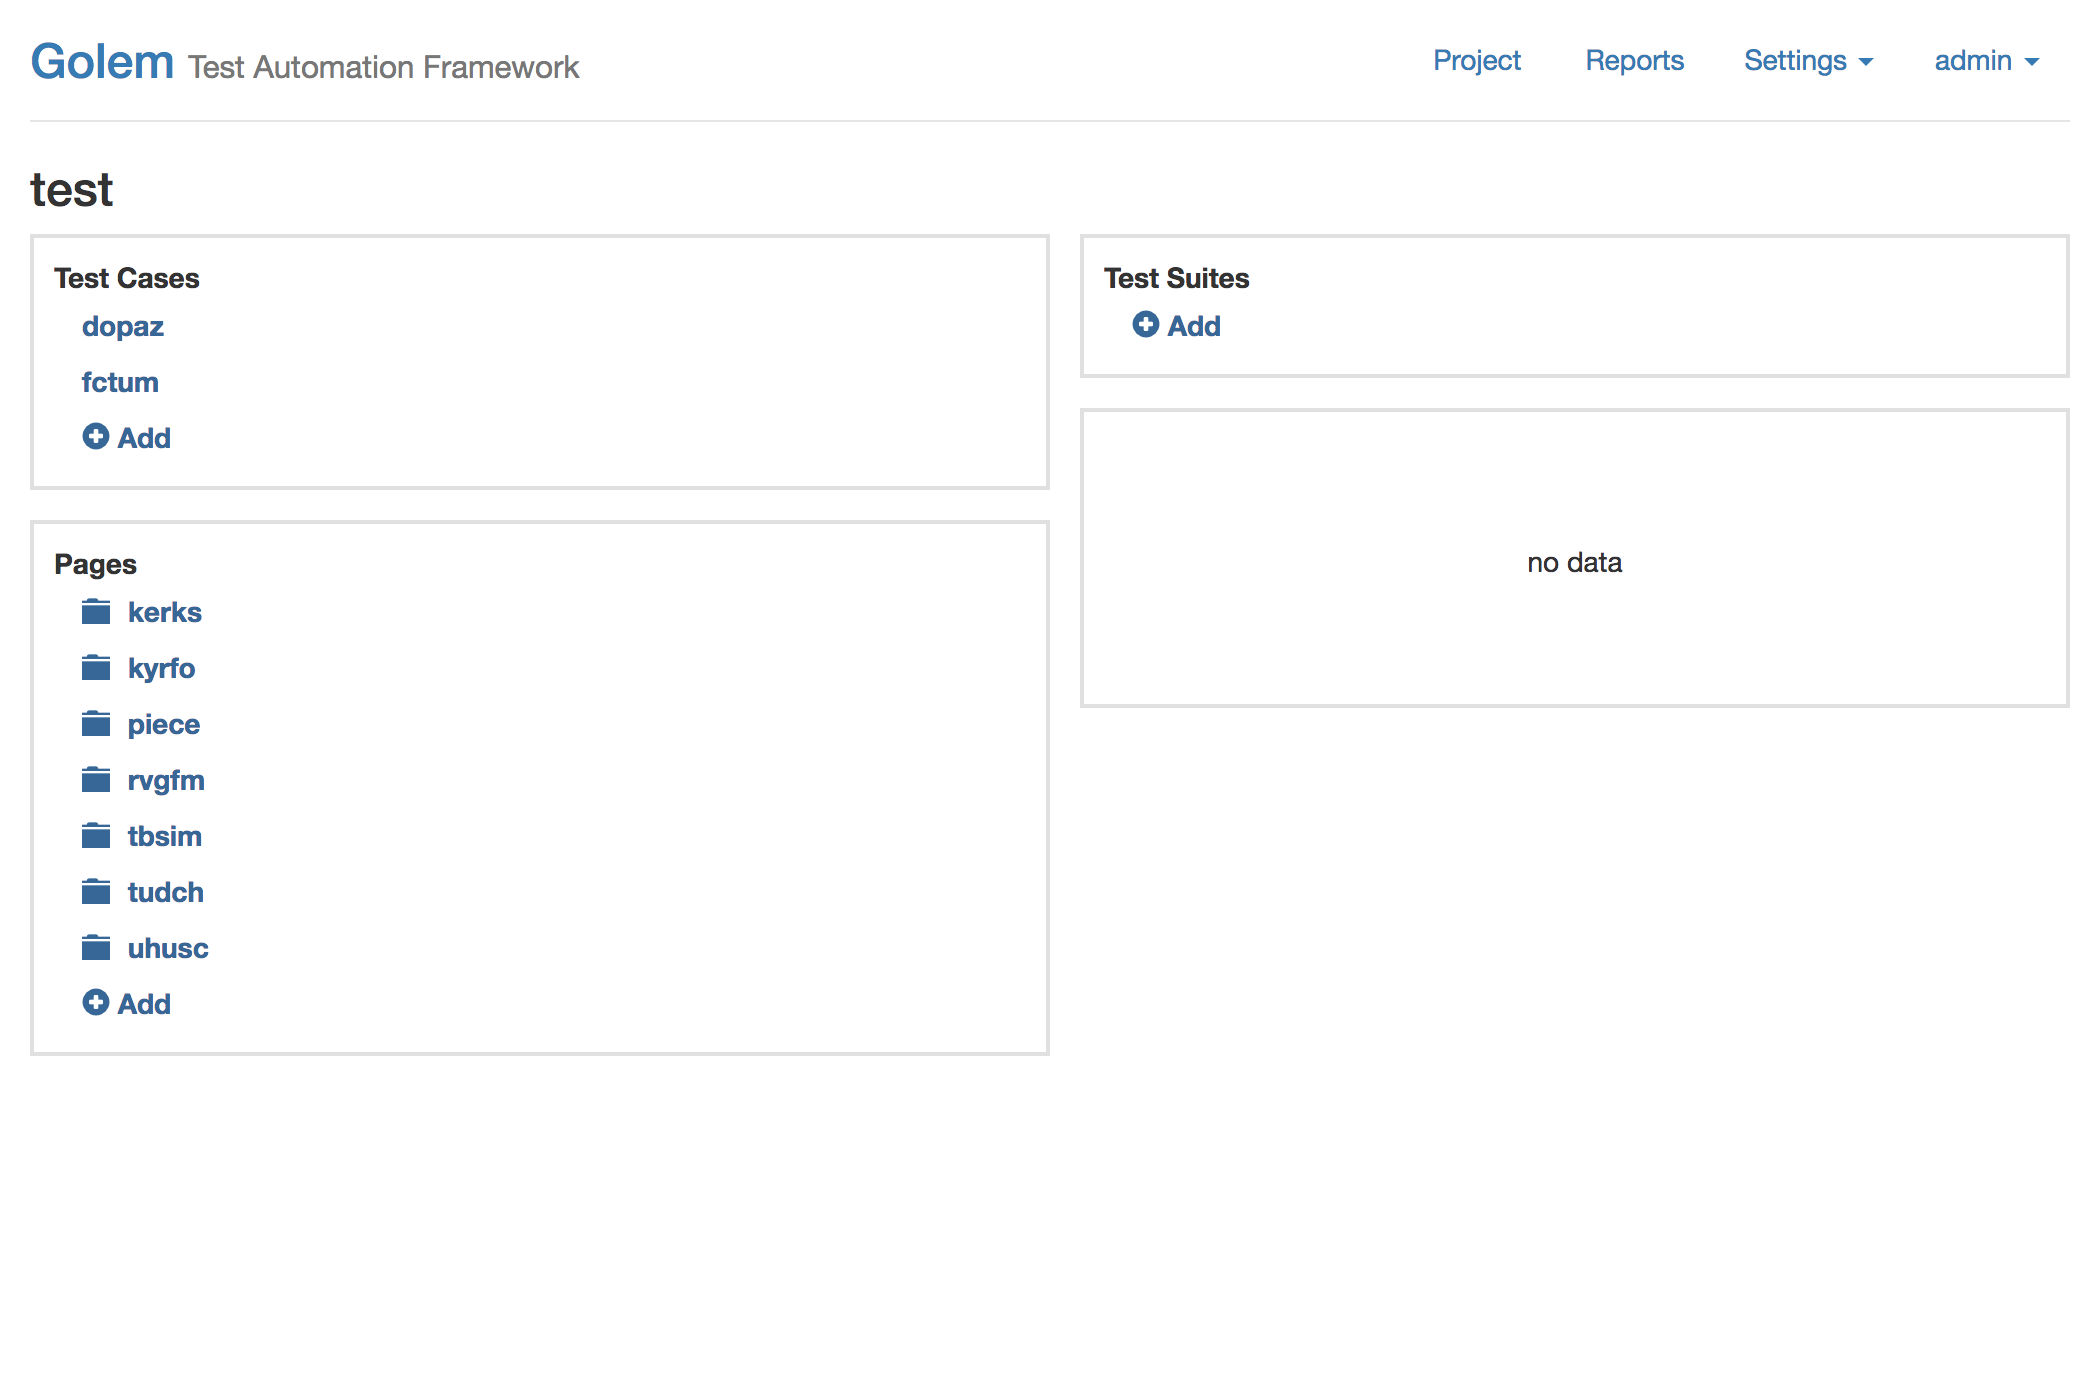 Golem Test Automation Framework
Project Reports Settings admin
test
Test Cases
dopaz
fctum
Add
Pages
kerks
kyrfo
piece
rvgfm
tbsim
tudch
uhusc
Add
Test Suites
Add
no data